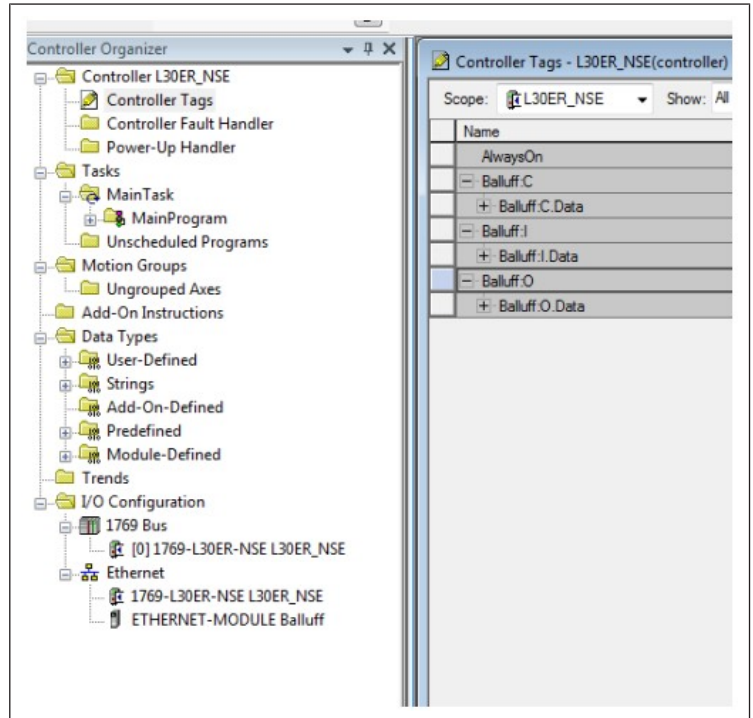 Controller Organizer
Controller L30ER_NSE
Controller Tags
Controller Fault Handler
Power-Up Handler
Tasks
MainTask
MainProgram
Unscheduled Programs
Motion Groups
Ungrouped Axes
Add-On Instructions
Data Types
User-Defined
Strings
Add-On-Defined
Predefined
Module-Defined
Trends
I/O Configuration
1769 Bus
[0] 1769-L30ER-NSE L30ER_NSE
Ethernet
1769-L30ER-NSE L30ER_NSE
ETHERNET-MODULE Balluff
Controller Tags - L30ER_NSE(controller)
Scope: L30ER_NSE Show: All
Name
AlwaysOn
Balluff:C
Balluff:C.Data
Balluff:I
Balluff:I.Data
Balluff:O
Balluff:O.Data